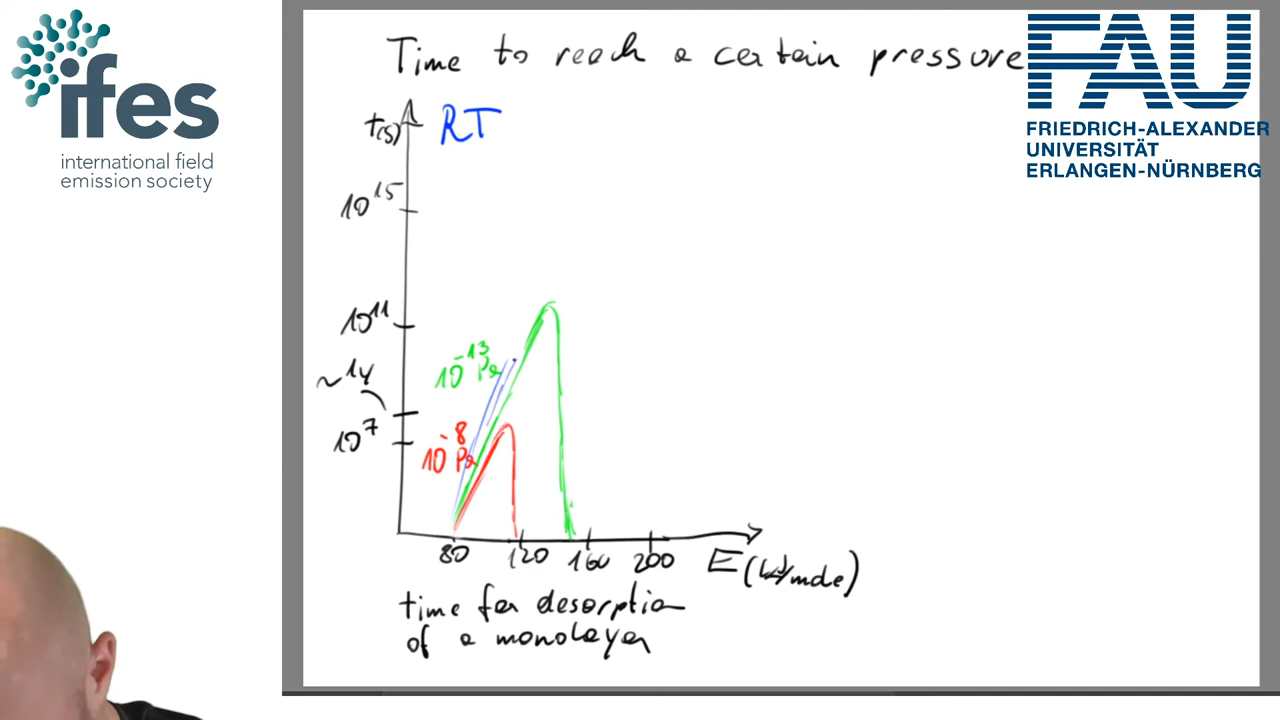 ifes
international field
emission society
Time to reach a certain pressure
FAU
FRIEDRICH-ALEXANDER
UNIVERSITÄT
ERLANGEN-NÜRNBERG
t(s)
RT
10^15
10^11
~1y
10^7
10^-13 Pa
10^-8 Pa
80 120 160 200 E (kJ/mole)
time for desorption
of a monolayer